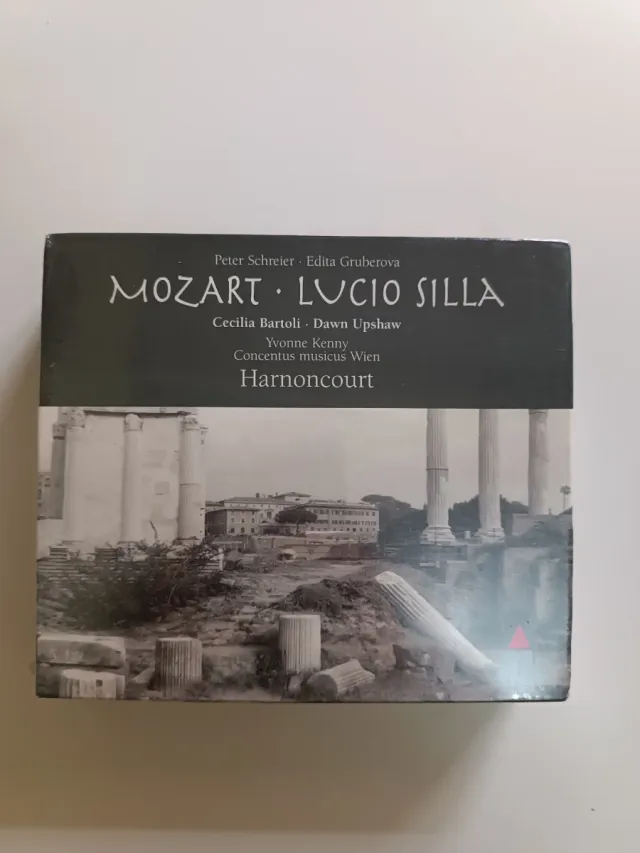 Peter Schreier · Edita Gruberova
MOZART · LUCIO SILLA
Cecilia Bartoli · Dawn Upshaw
Yvonne Kenny
Concentus musicus Wien
Harnoncourt